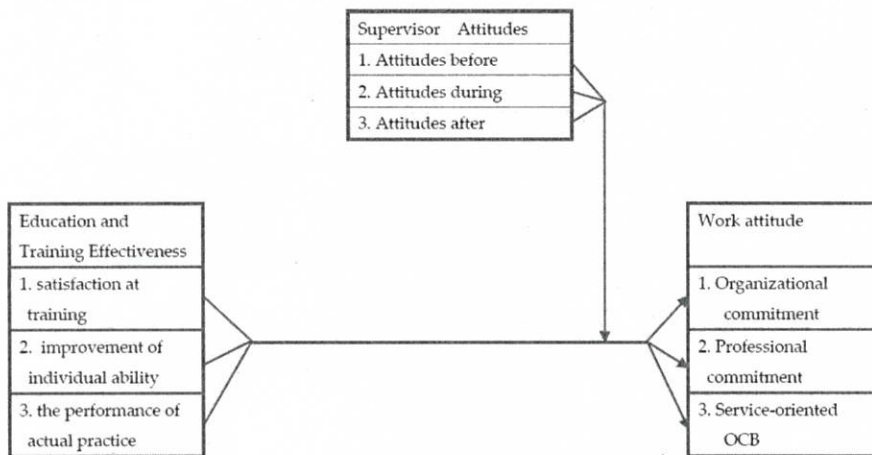 Supervisor Attitudes
1. Attitudes before
2. Attitudes during
3. Attitudes after
Education and
Training Effectiveness
1. satisfaction at
training
2. improvement of
individual ability
3. the performance of
actual practice
Work attitude
1. Organizational
commitment
2. Professional
commitment
3. Service-oriented
OCB